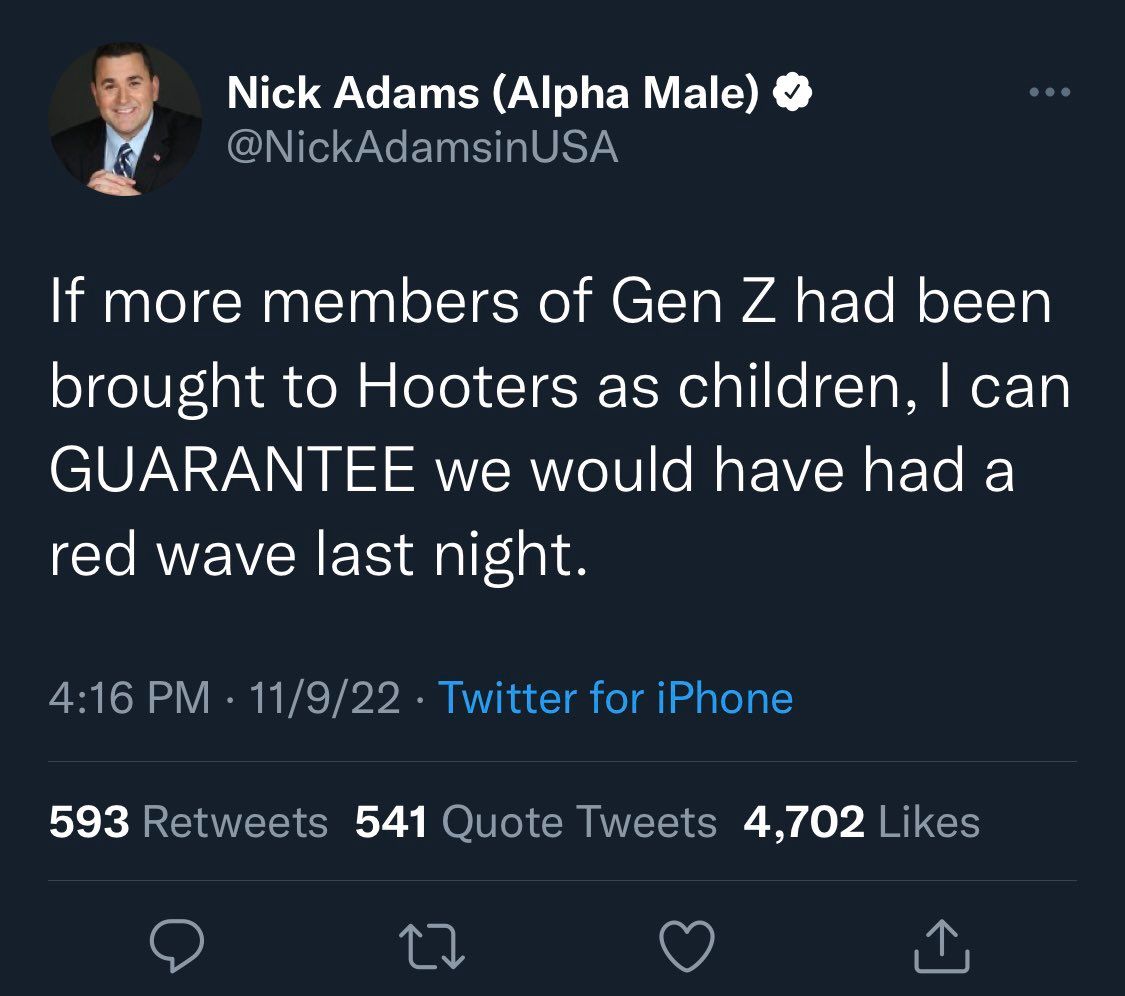 Nick Adams (Alpha Male)
@NickAdamsinUSA
If more members of Gen Z had been
brought to Hooters as children, I can
GUARANTEE we would have had a
red wave last night.
4:16 PM · 11/9/22 · Twitter for iPhone
593 Retweets 541 Quote Tweets 4,702 Likes